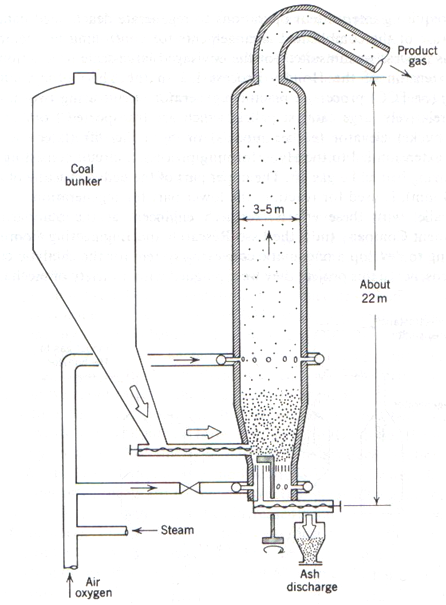 Product
gas
Coal
bunker
3–5 m
About
22 m
Steam
Air
oxygen
Ash
discharge